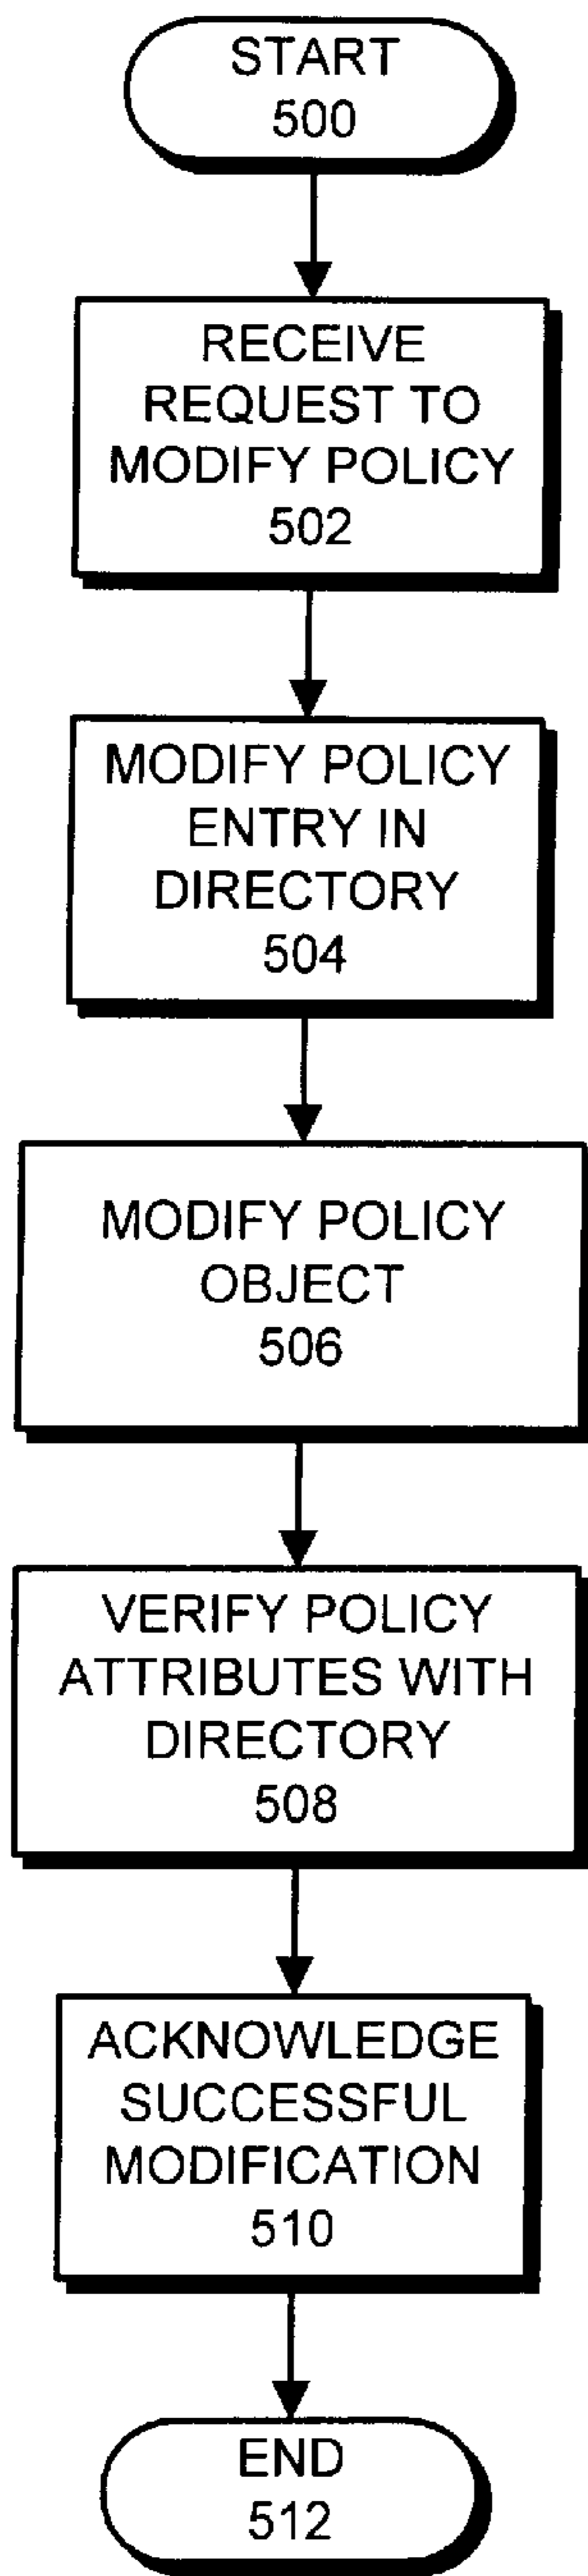 START
500
RECEIVE
REQUEST TO
MODIFY POLICY
502
MODIFY POLICY
ENTRY IN
DIRECTORY
504
MODIFY POLICY
OBJECT
506
VERIFY POLICY
ATTRIBUTES WITH
DIRECTORY
508
ACKNOWLEDGE
SUCCESSFUL
MODIFICATION
510
END
512